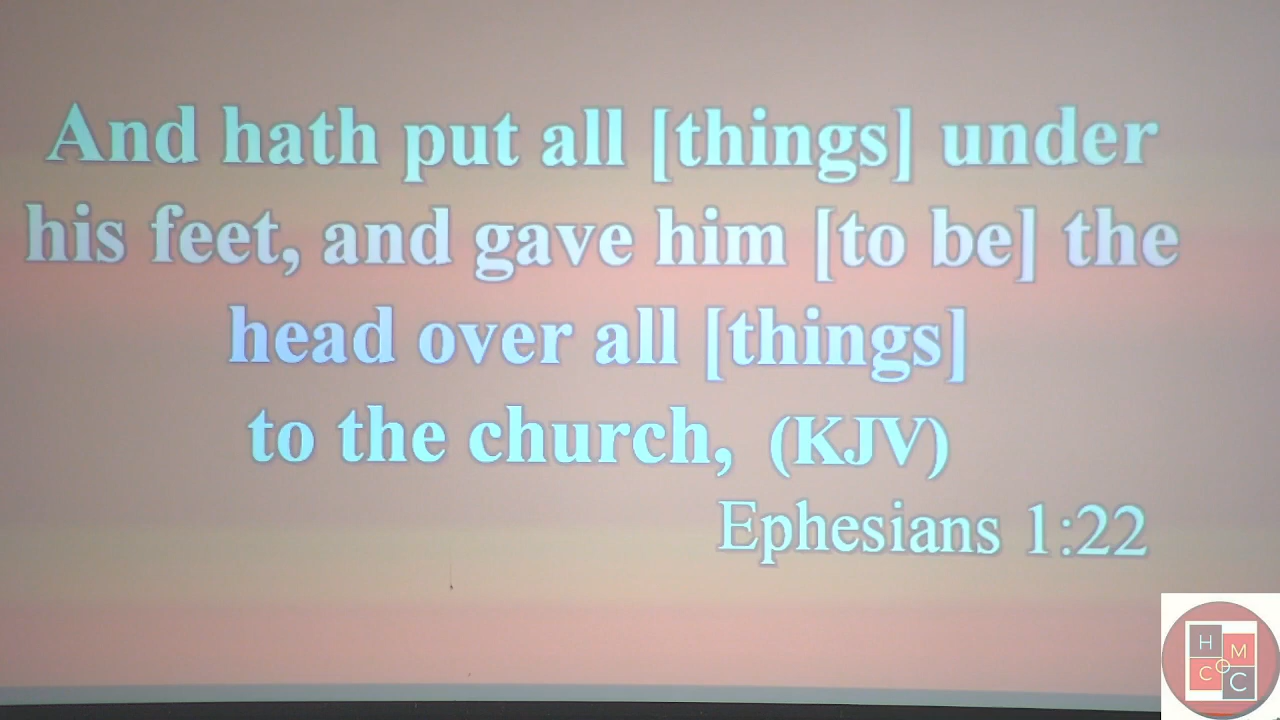 And hath put all [things] under
his feet, and gave him [to be] the
head over all [things]
to the church, (KJV)
Ephesians 1:22
H M
C O C